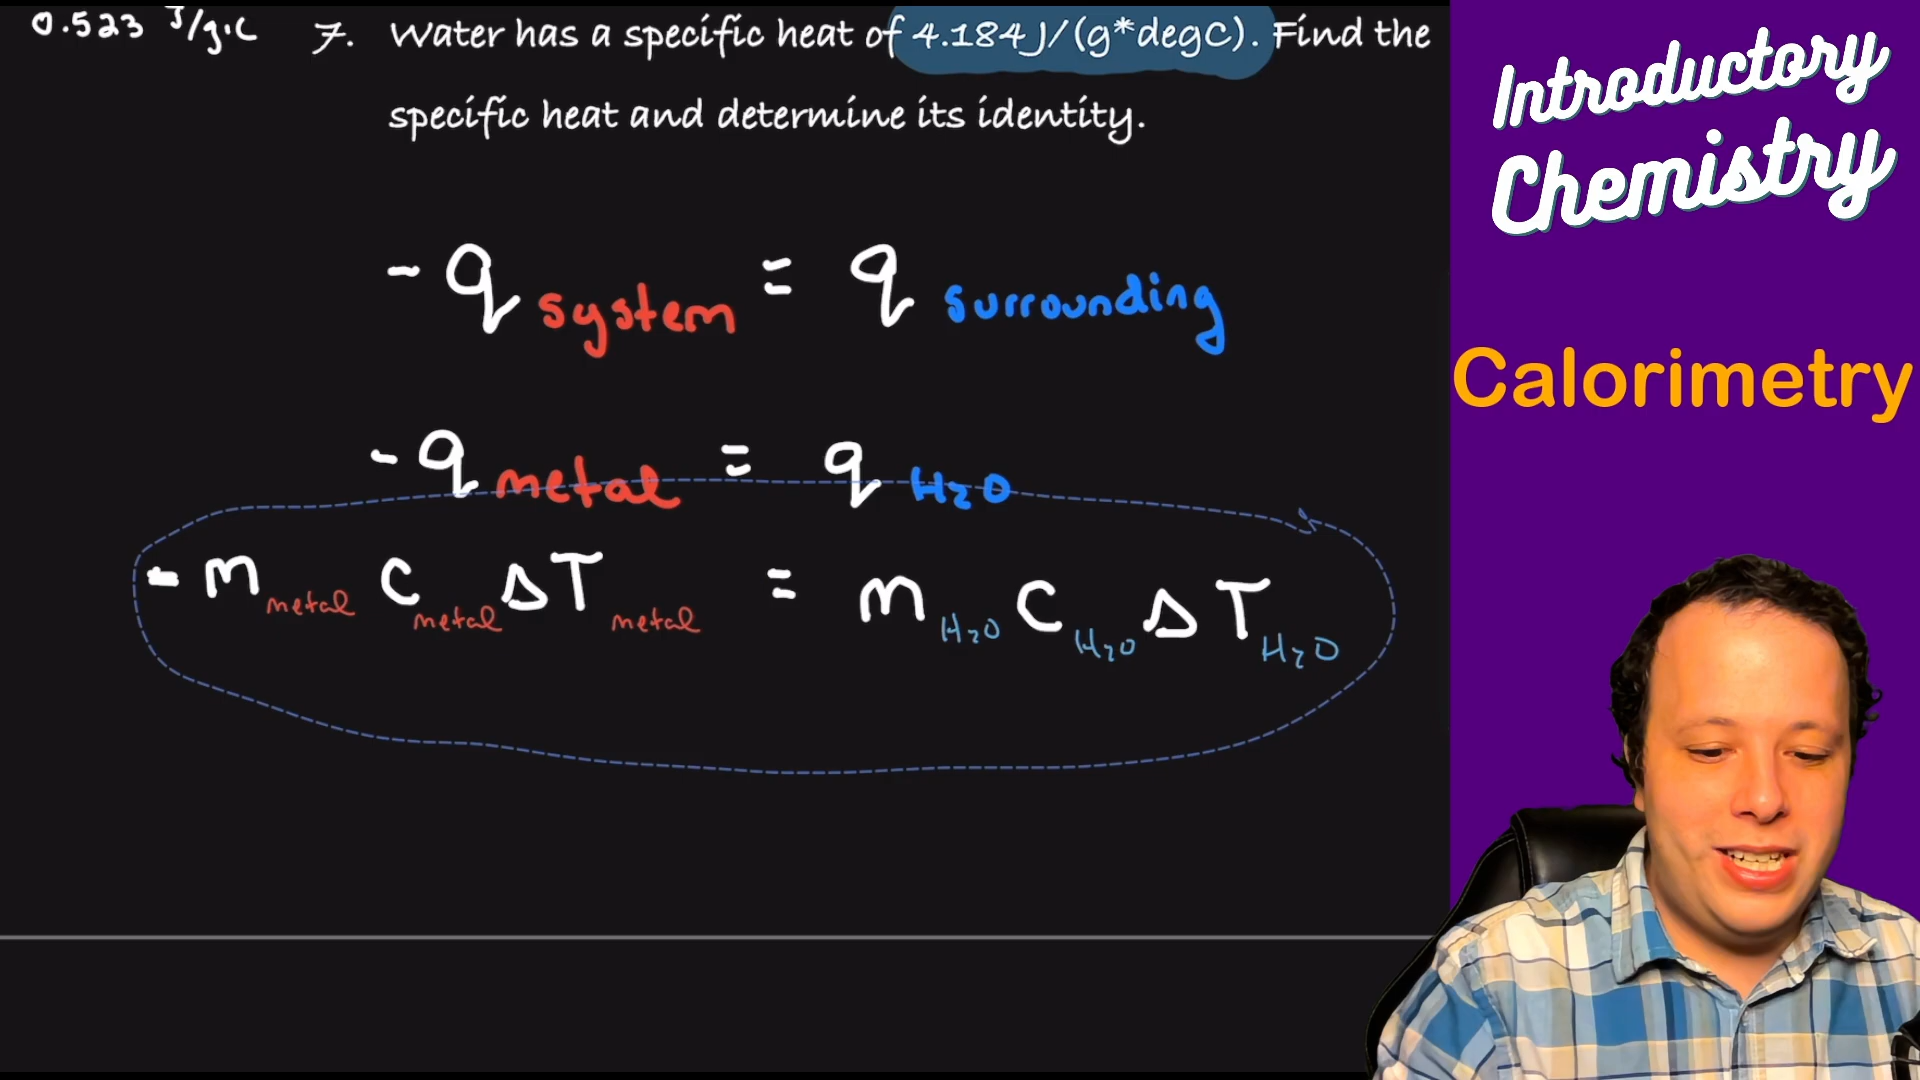 0.523 J/g·C
7. Water has a specific heat of 4.184J/(g*degC). Find the
specific heat and determine its identity.
- q system = q surrounding
- q metal = q H2O
- m metal C metal ΔT metal = m H2O C H2O ΔT H2O
Introductory
Chemistry
Calorimetry